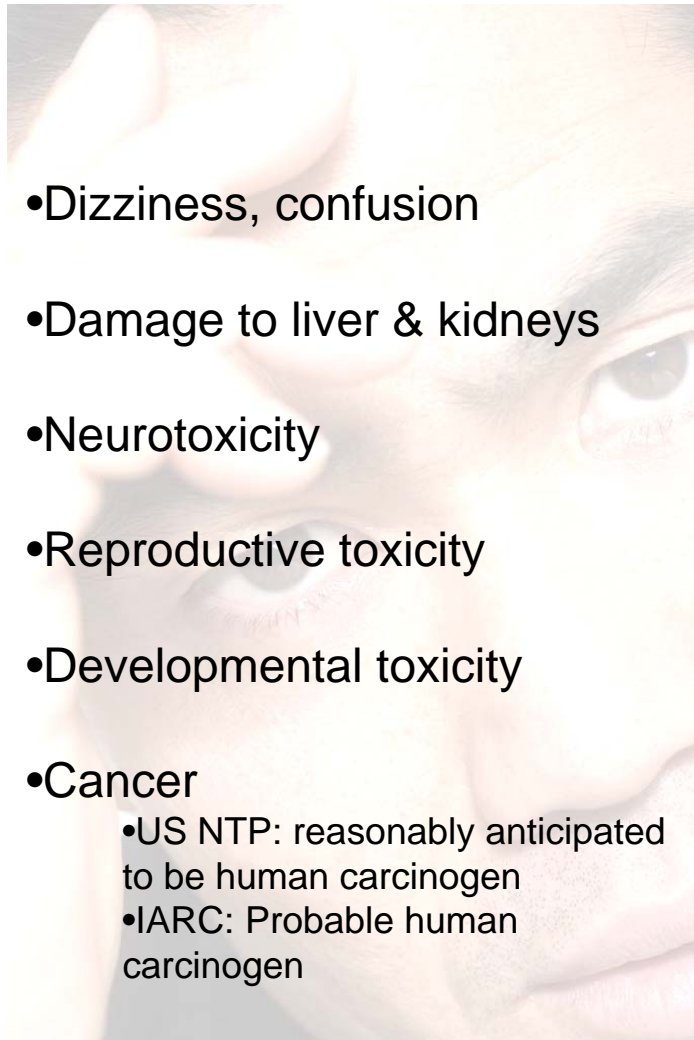 •Dizziness, confusion
•Damage to liver & kidneys
•Neurotoxicity
•Reproductive toxicity
•Developmental toxicity
•Cancer
•US NTP: reasonably anticipated
to be human carcinogen
•IARC: Probable human
carcinogen